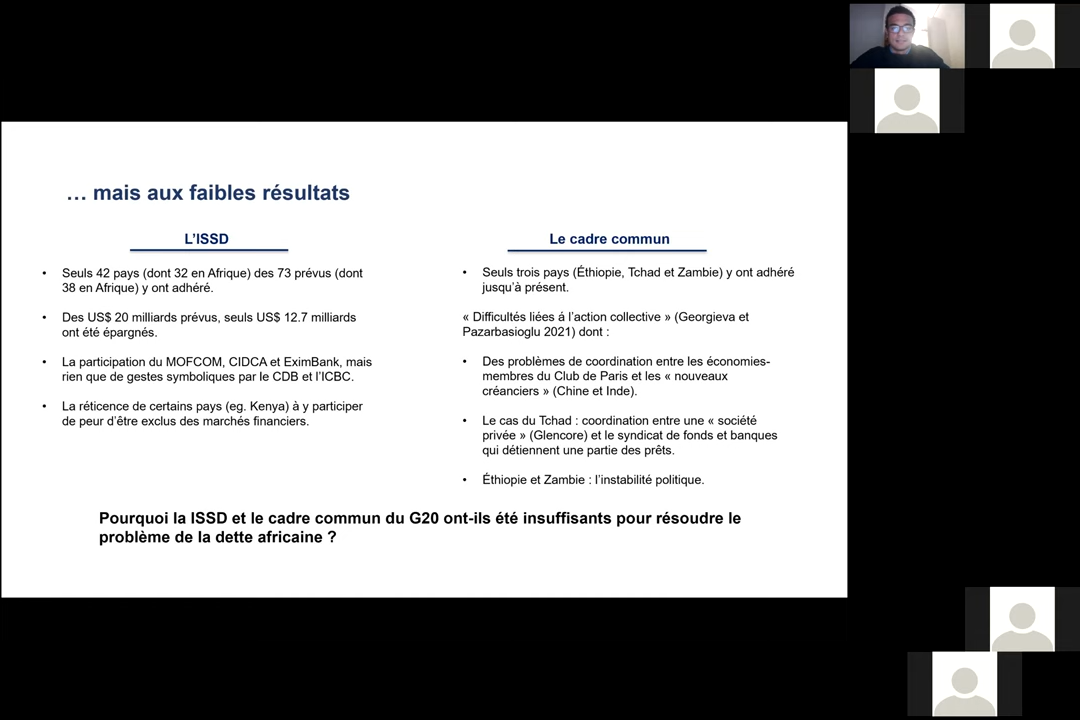 … mais aux faibles résultats
L’ISSD
• Seuls 42 pays (dont 32 en Afrique) des 73 prévus (dont
38 en Afrique) y ont adhéré.
• Des US$ 20 milliards prévus, seuls US$ 12.7 milliards
ont été épargnés.
• La participation du MOFCOM, CIDCA et EximBank, mais
rien que de gestes symboliques par le CDB et l’ICBC.
• La réticence de certains pays (eg. Kenya) à y participer
de peur d’être exclus des marchés financiers.
Le cadre commun
• Seuls trois pays (Éthiopie, Tchad et Zambie) y ont adhéré
jusqu’à présent.
« Difficultés liées á l’action collective » (Georgieva et
Pazarbasioglu 2021) dont :
• Des problèmes de coordination entre les économies-
membres du Club de Paris et les « nouveaux
créanciers » (Chine et Inde).
• Le cas du Tchad : coordination entre une « société
privée » (Glencore) et le syndicat de fonds et banques
qui détiennent une partie des prêts.
• Éthiopie et Zambie : l’instabilité politique.
Pourquoi la ISSD et le cadre commun du G20 ont-ils été insuffisants pour résoudre le
problème de la dette africaine ?